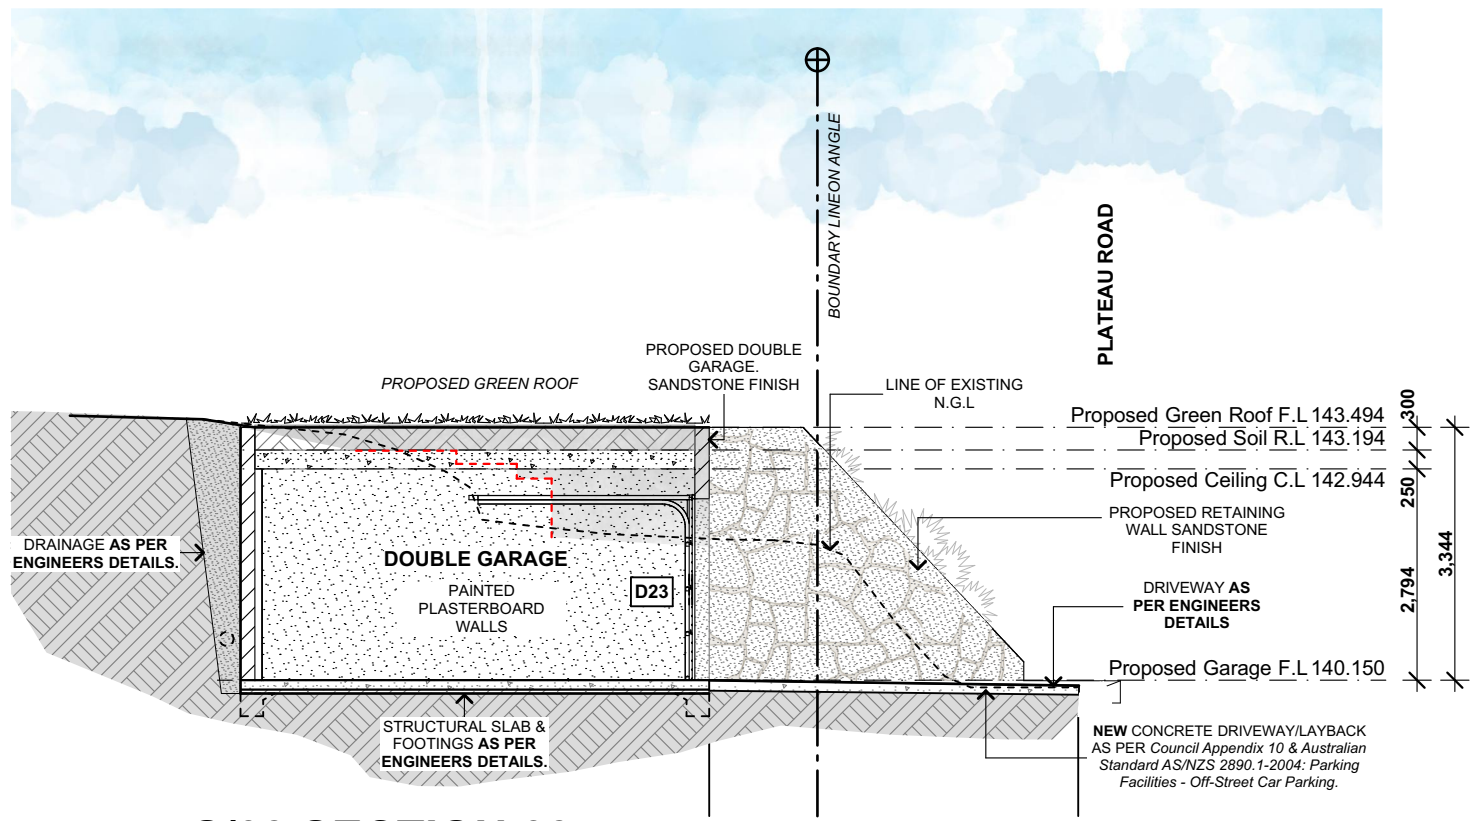 BOUNDARY LINEON ANGLE
PLATEAU ROAD
PROPOSED DOUBLE
GARAGE.
SANDSTONE FINISH
PROPOSED GREEN ROOF
LINE OF EXISTING
N.G.L
Proposed Green Roof F.L 143.494
300
Proposed Soil R.L 143.194
Proposed Ceiling C.L 142.944
250
PROPOSED RETAINING
WALL SANDSTONE
FINISH
3,344
2,794
DRAINAGE AS PER
ENGINEERS DETAILS.
DOUBLE GARAGE
PAINTED
PLASTERBOARD
WALLS
D23
DRIVEWAY AS
PER ENGINEERS
DETAILS
Proposed Garage F.L 140.150
STRUCTURAL SLAB &
FOOTINGS AS PER
ENGINEERS DETAILS.
NEW CONCRETE DRIVEWAY/LAYBACK
AS PER Council Appendix 10 & Australian
Standard AS/NZS 2890.1-2004: Parking
Facilities - Off-Street Car Parking.